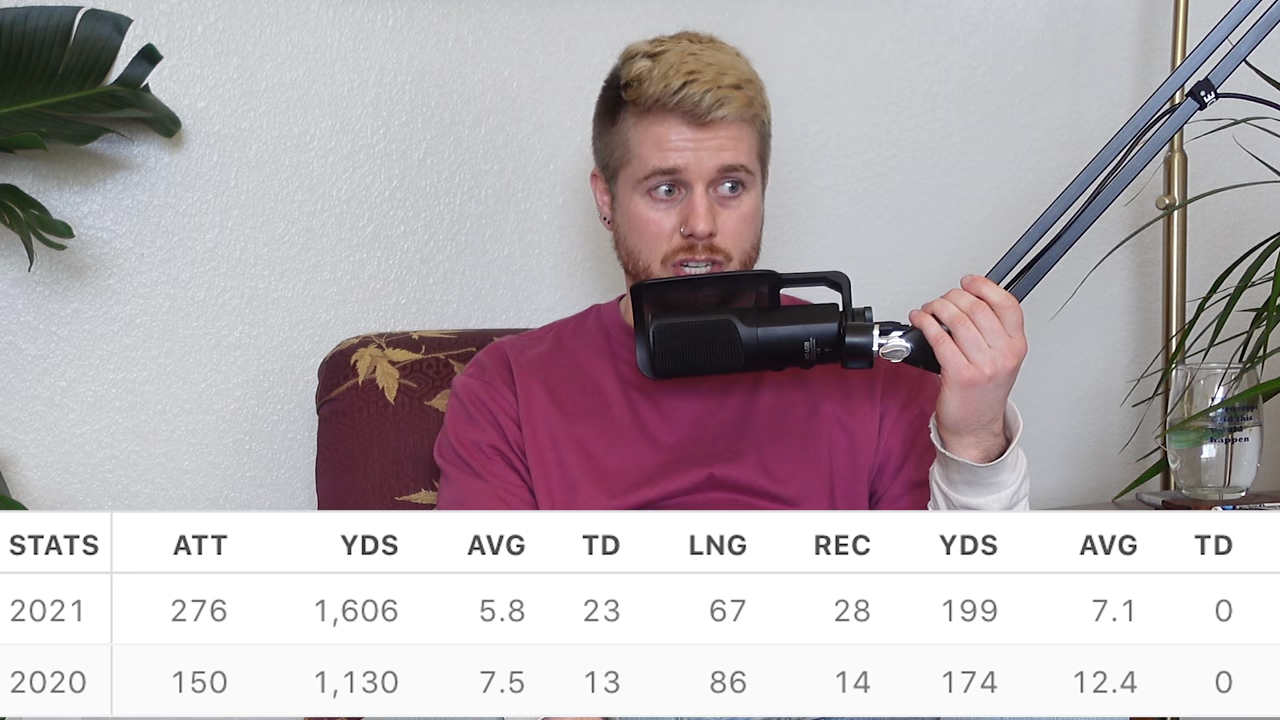 STATS ATT YDS AVG TD LNG REC YDS AVG TD
2021 276 1,606 5.8 23 67 28 199 7.1 0
2020 150 1,130 7.5 13 86 14 174 12.4 0
happen